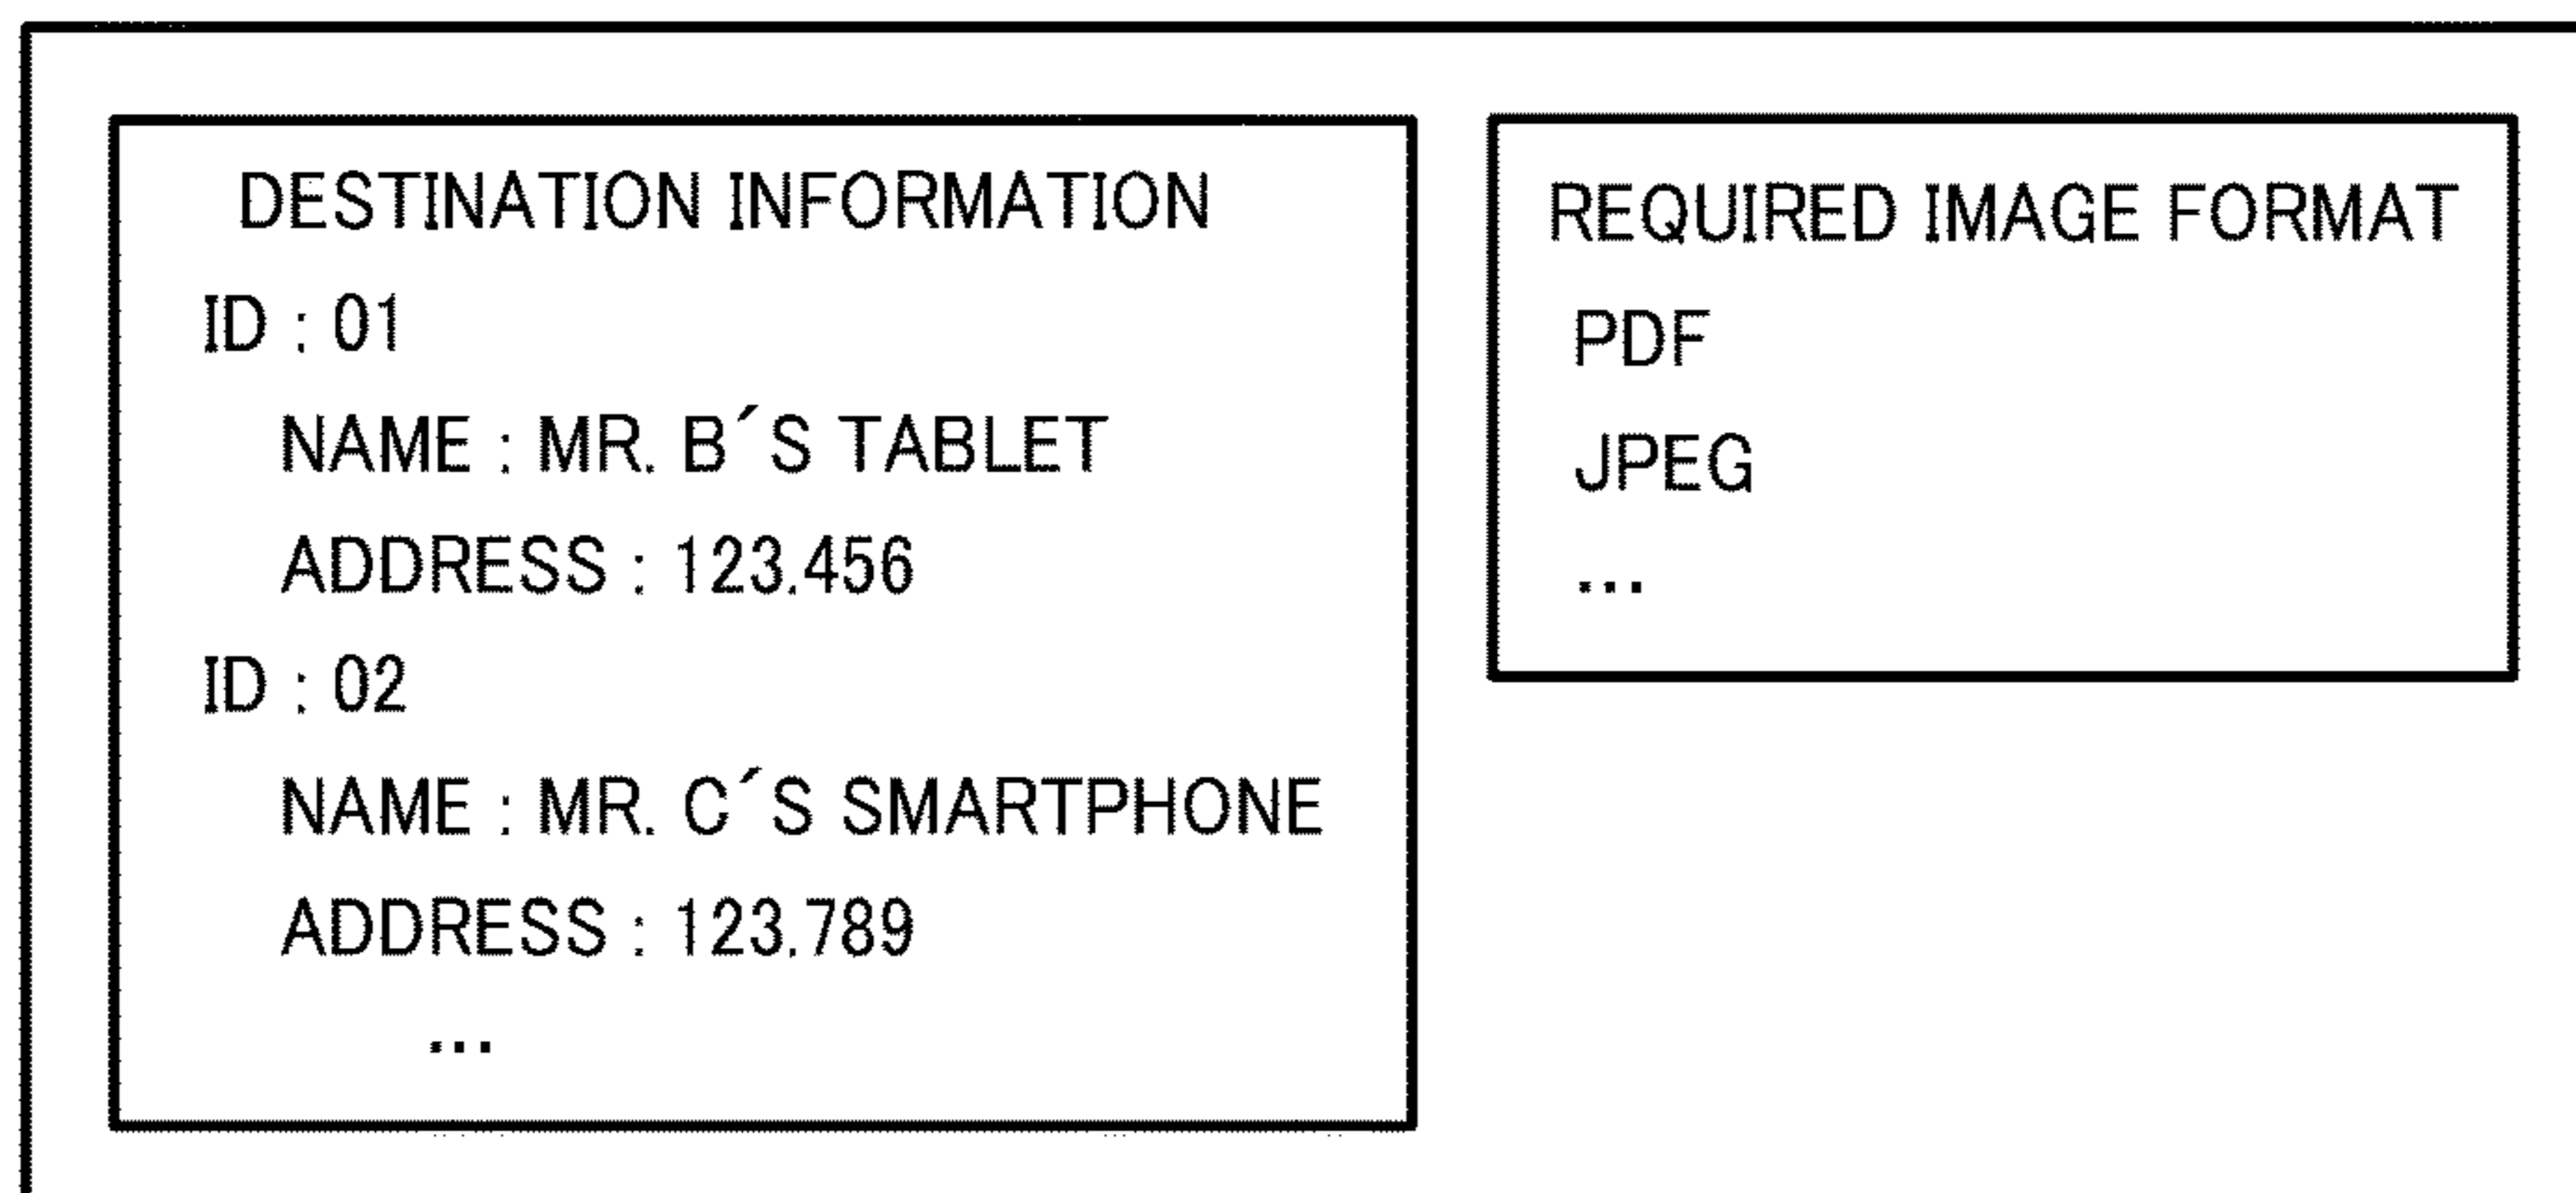 DESTINATION INFORMATION
ID : 01
NAME : MR. B´S TABLET
ADDRESS : 123.456
ID : 02
NAME : MR. C´S SMARTPHONE
ADDRESS : 123.789
...
REQUIRED IMAGE FORMAT
PDF
JPEG
...